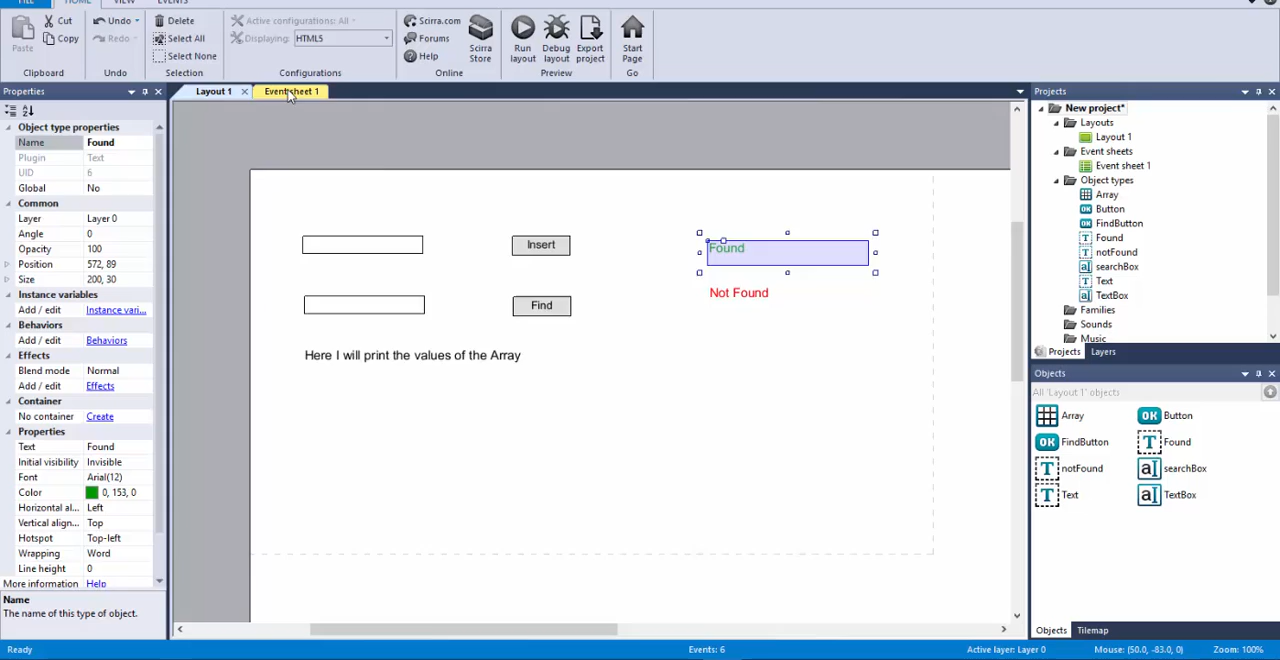 FILE HOME VIEW EVENTS
Paste Cut Copy
Clipboard
Undo Redo
Undo
Delete
Select All
Select None
Selection
Active configurations: All
Displaying: HTML5
Configurations
Scirra.com
Forums
Help
Scirra Store
Online
Run layout
Debug layout
Export project
Preview
Start Page
Go
Properties
Object type properties
Name Found
Plugin Text
UID 6
Global No
Common
Layer Layer 0
Angle 0
Opacity 100
Position 572, 89
Size 200, 30
Instance variables
Add / edit Instance vari...
Behaviors
Add / edit Behaviors
Effects
Blend mode Normal
Add / edit Effects
Container
No container Create
Properties
Text Found
Initial visibility Invisible
Font Arial(12)
Color 0, 153, 0
Horizontal al... Left
Vertical align... Top
Hotspot Top-left
Wrapping Word
Line height 0
More information Help
Name
The name of this type of object.
Layout 1 Event sheet 1
Insert
Find
Here I will print the values of the Array
Found
Not Found
Projects
New project*
Layouts
Layout 1
Event sheets
Event sheet 1
Object types
Array
Button
FindButton
Found
notFound
searchBox
Text
TextBox
Families
Sounds
Music
Projects Layers
Objects
All 'Layout 1' objects
Array Button
FindButton Found
notFound searchBox
Text TextBox
Objects Tilemap
Ready Events: 6 Active layer: Layer 0 Mouse: (50.0, -83.0, 0) Zoom: 100%